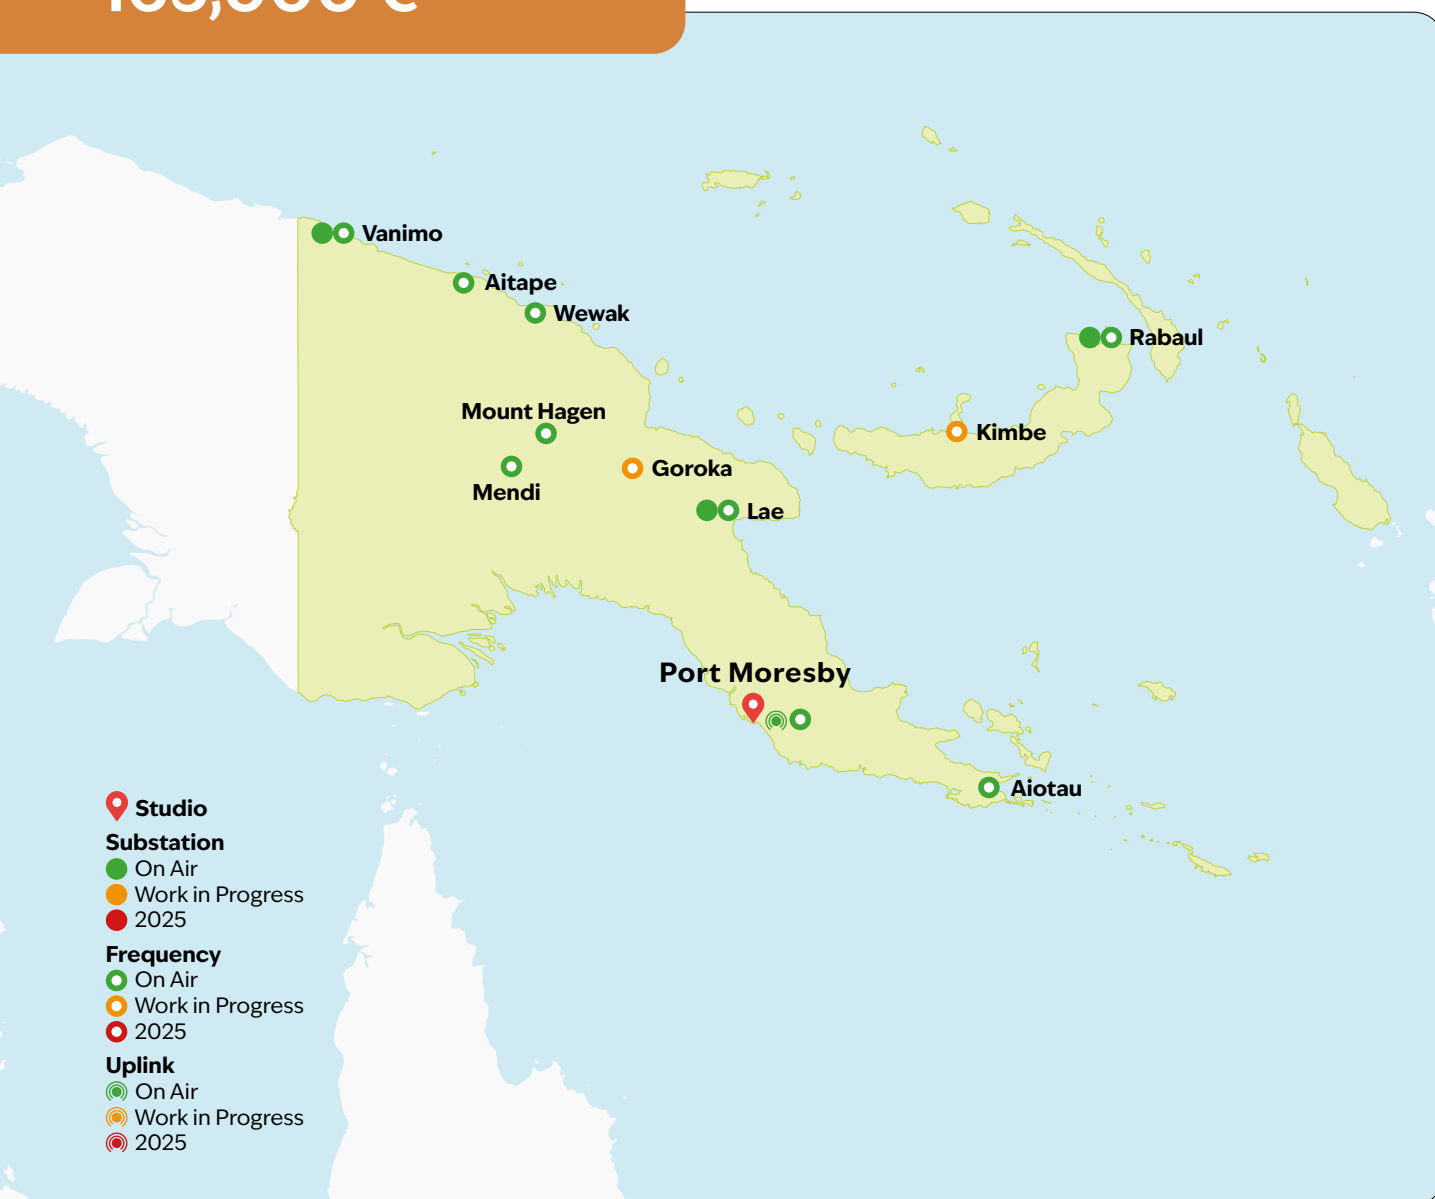 Vanimo
Aitape
Wewak
Rabaul
Mount Hagen
Kimbe
Goroka
Mendi
Lae
Port Moresby
Aiotau
Studio
Substation
On Air
Work in Progress
2025
Frequency
On Air
Work in Progress
2025
Uplink
On Air
Work in Progress
2025